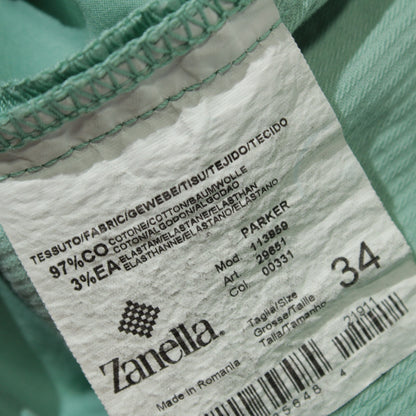 TESSUTO/FABRIC/GEWEBE/TISU/TEJIDO/TECIDO
97%CO COTONE/COTTON/BAUMWOLLE
COTON/ALGODON/ALGODAO
3%EA ELASTAM/ELASTANE/ELASTHAN
ELASTHANNE/ELASTANO/ELASTANO
PARKER
Mod 113859
Art 29851
Col. 00331
Zanella.
Made in Romania
Taglia/Size
Grosse/Taille
Talla/Tamanho
34
21911
4